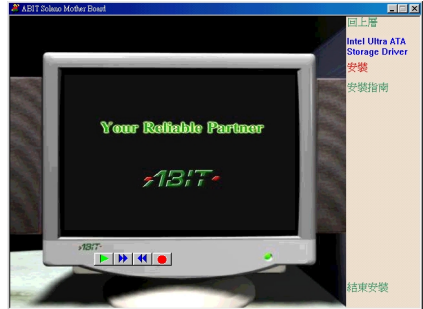 ABIT Solano Mother Board
回上層
Intel Ultra ATA
Storage Driver
安裝
安裝指南
Your Reliable Partner
ABIT
ABIT
結束安裝